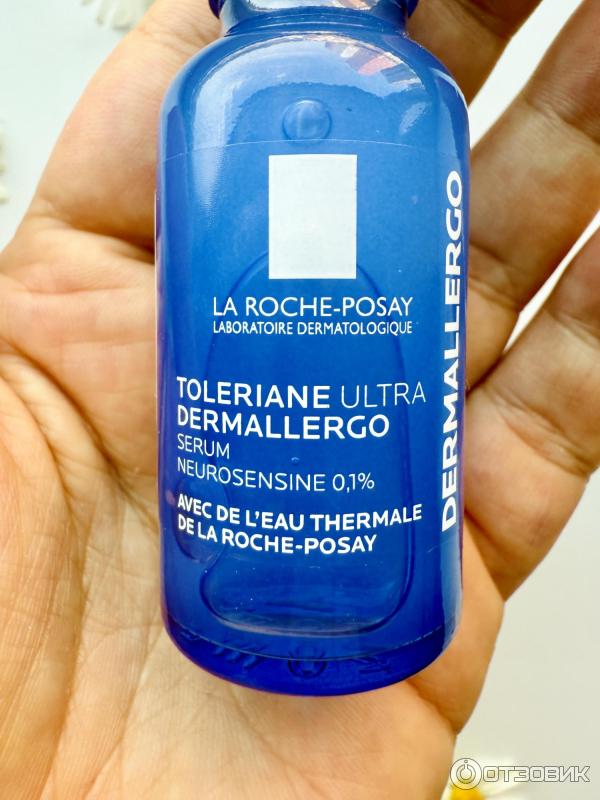 LA ROCHE-POSAY
LABORATOIRE DERMATOLOGIQUE
TOLERIANE ULTRA
DERMALLERGO
SERUM
NEUROSENSINE 0,1%
AVEC DE L'EAU THERMALE
DE LA ROCHE-POSAY
DERMALLERGO
ОТЗОВИК